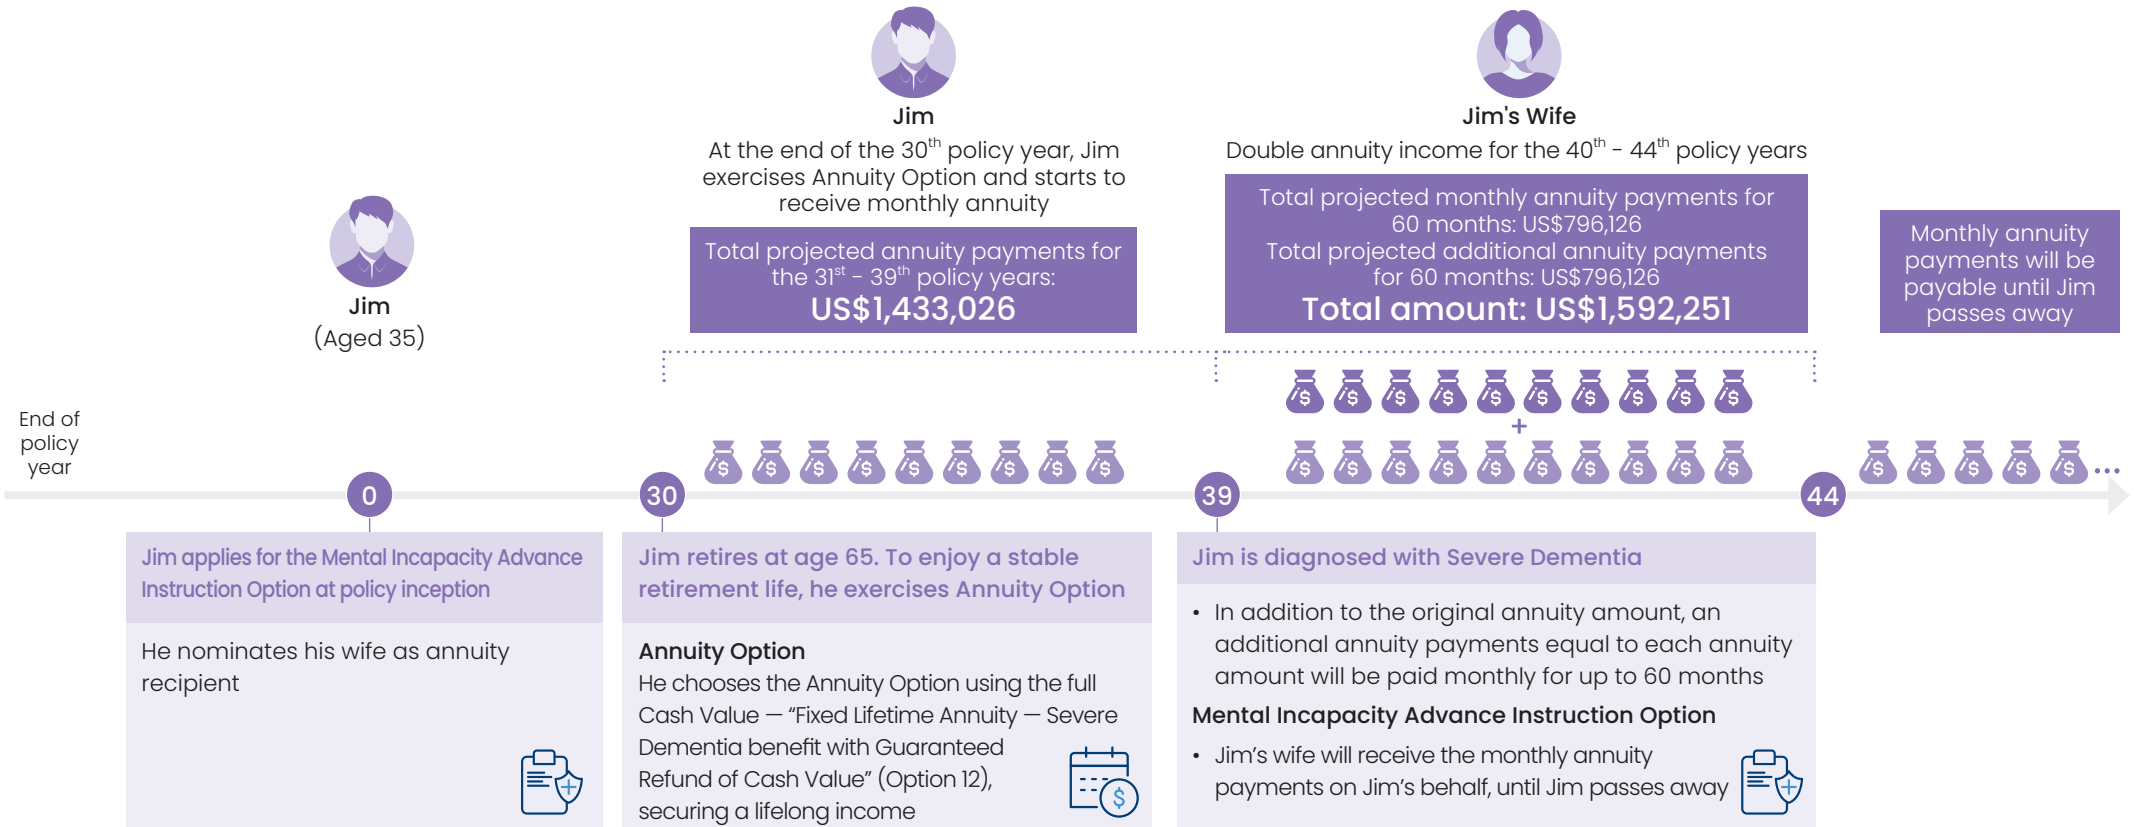 Jim
(Aged 35)
Jim
At the end of the 30th policy year, Jim
exercises Annuity Option and starts to
receive monthly annuity
Total projected annuity payments for
the 31st - 39th policy years:
US$1,433,026
Jim's Wife
Double annuity income for the 40th - 44th policy years
Total projected monthly annuity payments for
60 months: US$796,126
Total projected additional annuity payments
for 60 months: US$796,126
Total amount: US$1,592,251
Monthly annuity
payments will be
payable until Jim
passes away
+
End of
policy
year
0
30
39
44
Jim applies for the Mental Incapacity Advance
Instruction Option at policy inception
He nominates his wife as annuity
recipient
Jim retires at age 65. To enjoy a stable
retirement life, he exercises Annuity Option
Annuity Option
He chooses the Annuity Option using the full
Cash Value — “Fixed Lifetime Annuity — Severe
Dementia benefit with Guaranteed
Refund of Cash Value” (Option 12),
securing a lifelong income
Jim is diagnosed with Severe Dementia
• In addition to the original annuity amount, an
additional annuity payments equal to each annuity
amount will be paid monthly for up to 60 months
Mental Incapacity Advance Instruction Option
• Jim’s wife will receive the monthly annuity
payments on Jim’s behalf, until Jim passes away